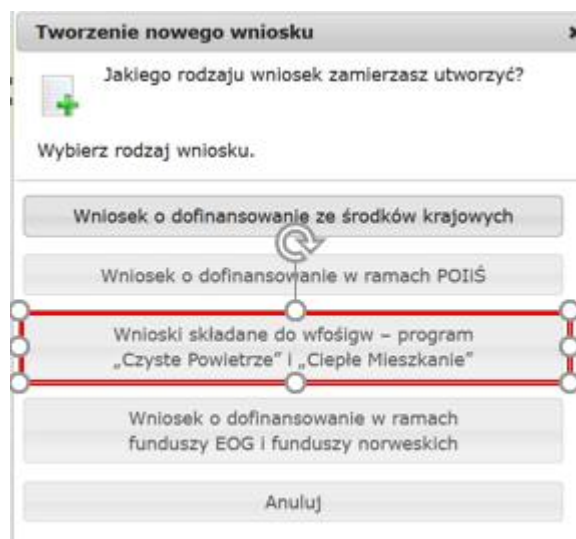 Tworzenie nowego wniosku
Jakiego rodzaju wniosek zamierzasz utworzyć?
Wybierz rodzaj wniosku.
Wniosek o dofinansowanie ze środków krajowych
Wniosek o dofinansowanie w ramach POIiŚ
Wnioski składane do wfośigw – program
„Czyste Powietrze” i „Ciepłe Mieszkanie”
Wniosek o dofinansowanie w ramach
funduszy EOG i funduszy norweskich
Anuluj